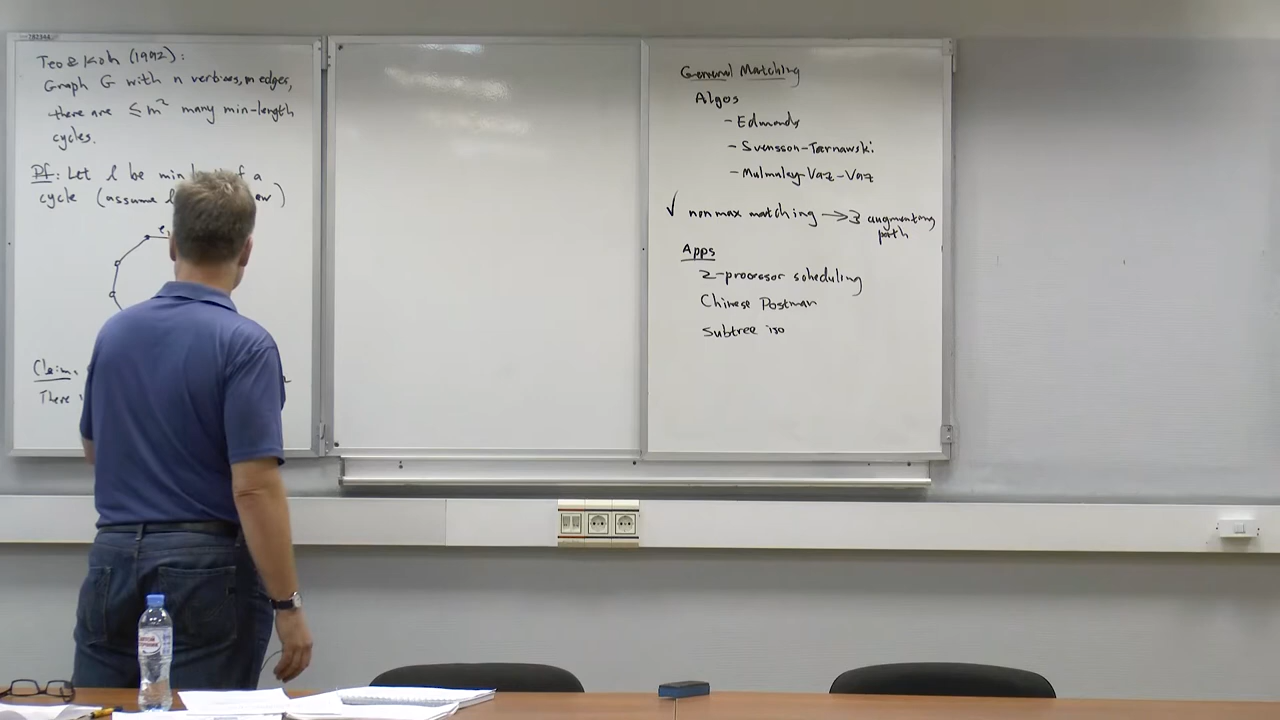 Teo & Koh (1992):
Graph G with n vertices, m edges,
there are ≤ m² many min-length
cycles.
Pf: Let l be min a
cycle (assume
e
Claim
There
General Matching
Algos
- Edmonds
- Svensson-Tarnawski
- Mulmuley-Vaz-Vaz
√ nonmax matching → ∃ augmenting
path
Apps
2-processor scheduling
Chinese Postman
Subtree iso